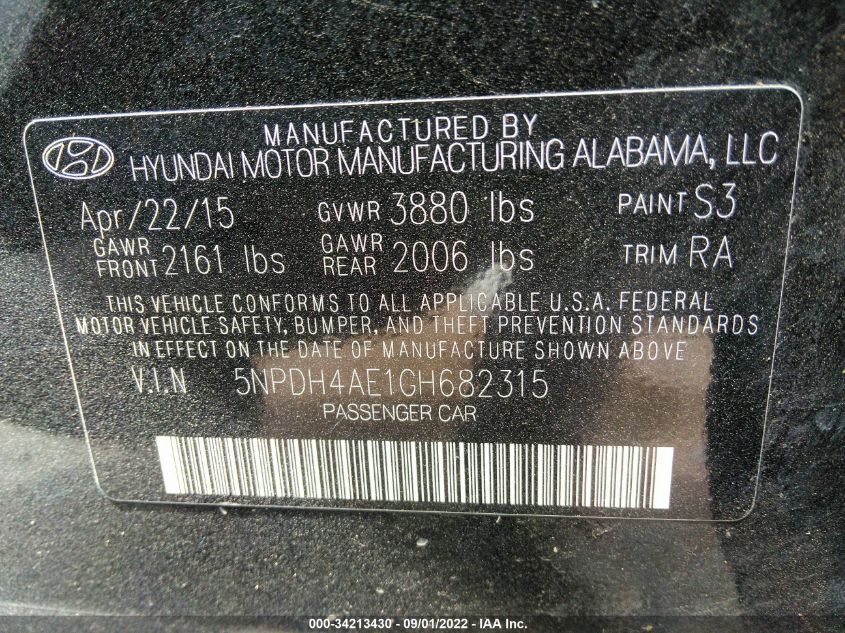 MANUFACTURED BY
HYUNDAI MOTOR MANUFACTURING ALABAMA, LLC
Apr/22/15 GVWR 3880 lbs PAINT S3
GAWR FRONT 2161 lbs GAWR REAR 2006 lbs TRIM RA
THIS VEHICLE CONFORMS TO ALL APPLICABLE U.S.A. FEDERAL
MOTOR VEHICLE SAFETY, BUMPER, AND THEFT PREVENTION STANDARDS
IN EFFECT ON THE DATE OF MANUFACTURE SHOWN ABOVE
V.I.N 5NPDH4AE1GH682315
PASSENGER CAR
000-34213430 - 09/01/2022 - IAA Inc.